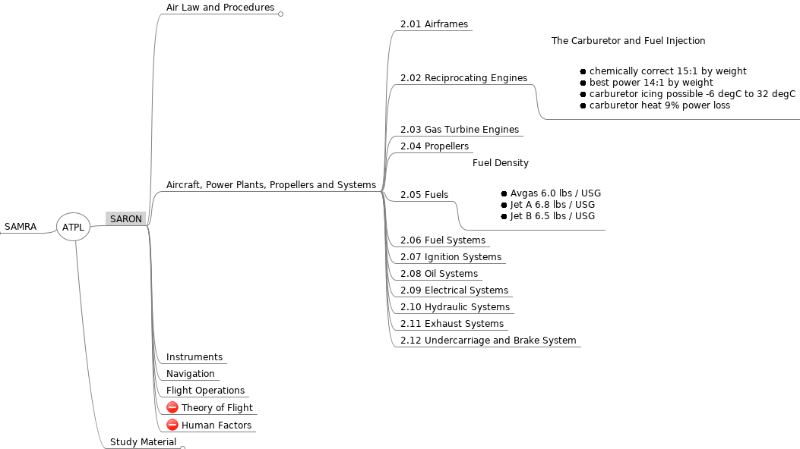 Air Law and Procedures
2.01 Airframes
The Carburetor and Fuel Injection
chemically correct 15:1 by weight
2.02 Reciprocating Engines
best power 14:1 by weight
carburetor icing possible -6 degC to 32 degC
carburetor heat 9% power loss
2.03 Gas Turbine Engines
2.04 Propellers
Fuel Density
Aircraft, Power Plants, Propellers and Systems
2.05 Fuels
Avgas 6.0 lbs / USG
Jet A 6.8 lbs / USG
Jet B 6.5 lbs / USG
SAMRA
ATPL
SARON
2.06 Fuel Systems
2.07 Ignition Systems
2.08 Oil Systems
2.09 Electrical Systems
2.10 Hydraulic Systems
2.11 Exhaust Systems
2.12 Undercarriage and Brake System
Instruments
Navigation
Flight Operations
Theory of Flight
Human Factors
Study Material